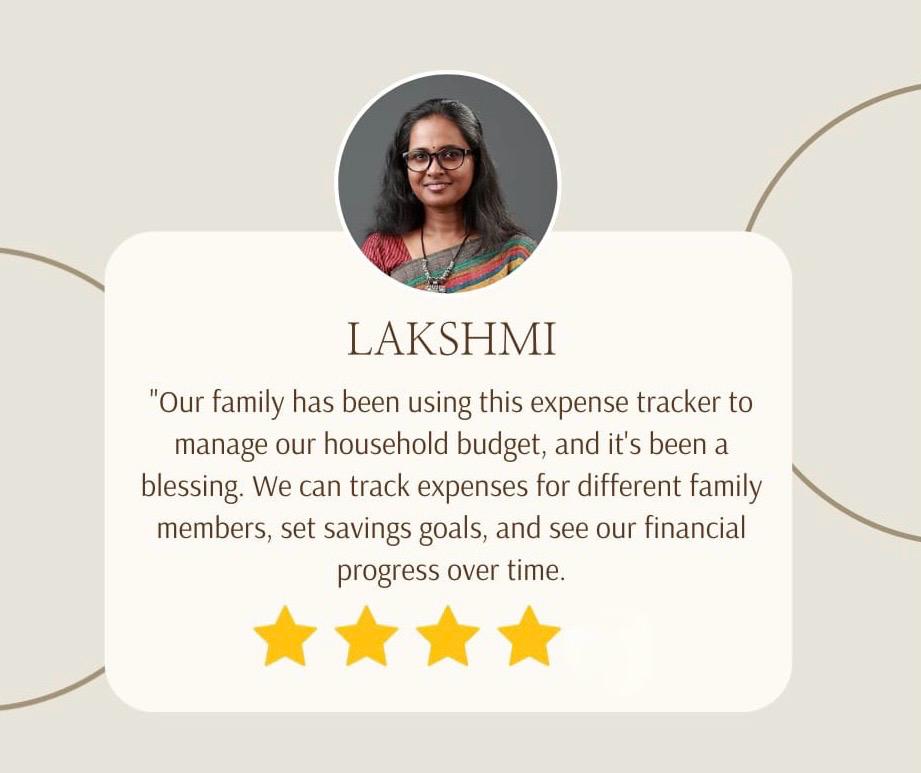 LAKSHMI
"Our family has been using this expense tracker to
manage our household budget, and it's been a
blessing. We can track expenses for different family
members, set savings goals, and see our financial
progress over time.